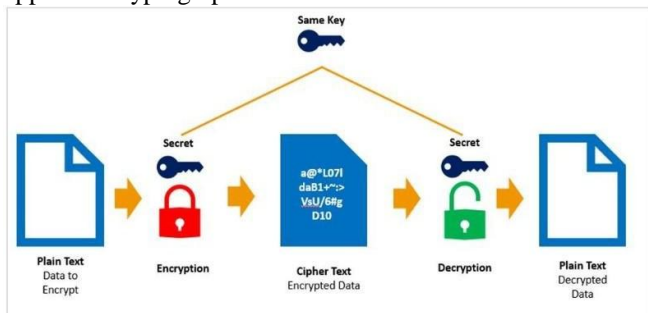 Same Key
Secret
Secret
a@*L07l
daB1+~:>
VsU/6#g
D10
Plain Text
Data to
Encrypt
Encryption
Cipher Text
Encrypted Data
Decryption
Plain Text
Decrypted
Data